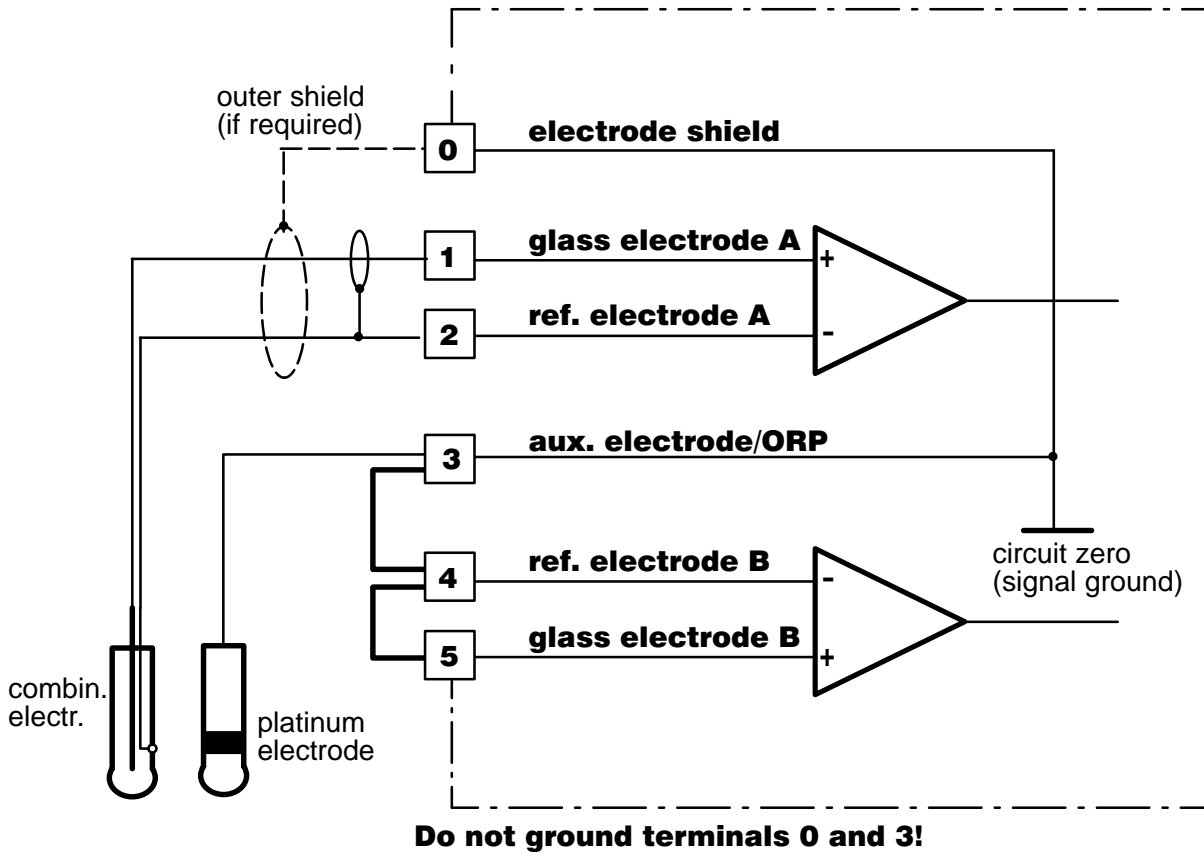 outer shield
(if required)
0
electrode shield
1
glass electrode A
+
2
ref. electrode A
-
3
aux. electrode/ORP
circuit zero
(signal ground)
4
ref. electrode B
-
5
glass electrode B
+
combin.
electr.
platinum
electrode
Do not ground terminals 0 and 3!